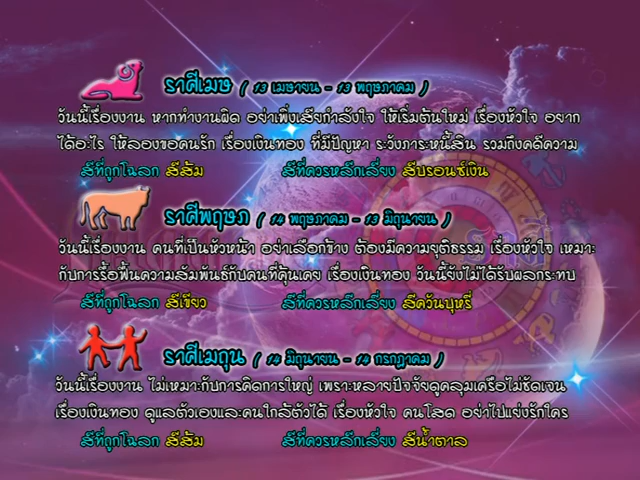 ราศีเมษ ( 13 เมษายน - 13 พฤษภาคม )
วันนี้เรื่องงาน หากทำงานผิด อย่าเพิ่งเสียกำลังใจ ให้เริ่มต้นใหม่ เรื่องหัวใจ อยาก
ได้อะไร ให้ลองขอคนรัก เรื่องเงินทอง ที่มีปัญหา ระวังภาระหนี้สิน รวมถึงคดีความ
สีที่ถูกโฉลก สีส้ม สีที่ควรหลีกเลี่ยง สีบรอนซ์เงิน
ราศีพฤษภ ( 14 พฤษภาคม - 13 มิถุนายน )
วันนี้เรื่องงาน คนที่เป็นหัวหน้า อย่าเลือกข้าง ต้องมีความยุติธรรม เรื่องหัวใจ เหมาะ
กับการรื้อฟื้นความสัมพันธ์กับคนที่คุ้นเคย เรื่องเงินทอง วันนี้ยังไม่ได้รับผลกระทบ
สีที่ถูกโฉลก สีเขียว สีที่ควรหลีกเลี่ยง สีควันบุหรี่
ราศีเมถุน ( 14 มิถุนายน - 14 กรกฎาคม )
วันนี้เรื่องงาน ไม่เหมาะกับการคิดการใหญ่ เพราะหลายปัจจัยดูคลุมเครือไม่ชัดเจน
เรื่องเงินทอง ดูแลตัวเองและคนใกล้ตัวได้ เรื่องหัวใจ คนโสด อย่าไปแย่งรักใคร
สีที่ถูกโฉลก สีส้ม สีที่ควรหลีกเลี่ยง สีน้ำตาล